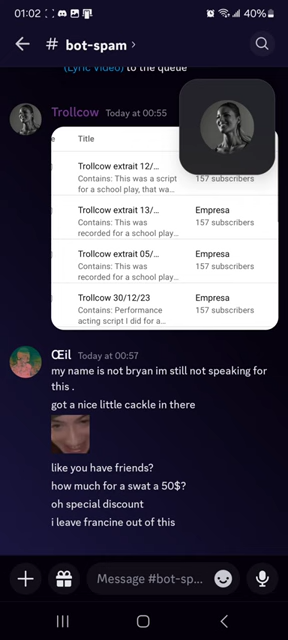 01:02
40%
# bot-spam >
(Lyric Video) to the queue
Trollcow Today at 00:55
e Title
Trollcow extrait 12/...
Contains: This was a script 157 subscribers
for a school play, that wa...
Trollcow extrait 13/... Empresa
Contains: This was 157 subscribers
recorded for a school play...
Trollcow extrait 05/... Empresa
Contains: This was 157 subscribers
recorded for a school play...
Trollcow 30/12/23 Empresa
Contains: Performance 157 subscribers
acting script I did for a...
Œil Today at 00:57
my name is not bryan im still not speaking for
this .
got a nice little cackle in there
like you have friends?
how much for a swat a 50$?
oh special discount
i leave francine out of this
Message #bot-sp...